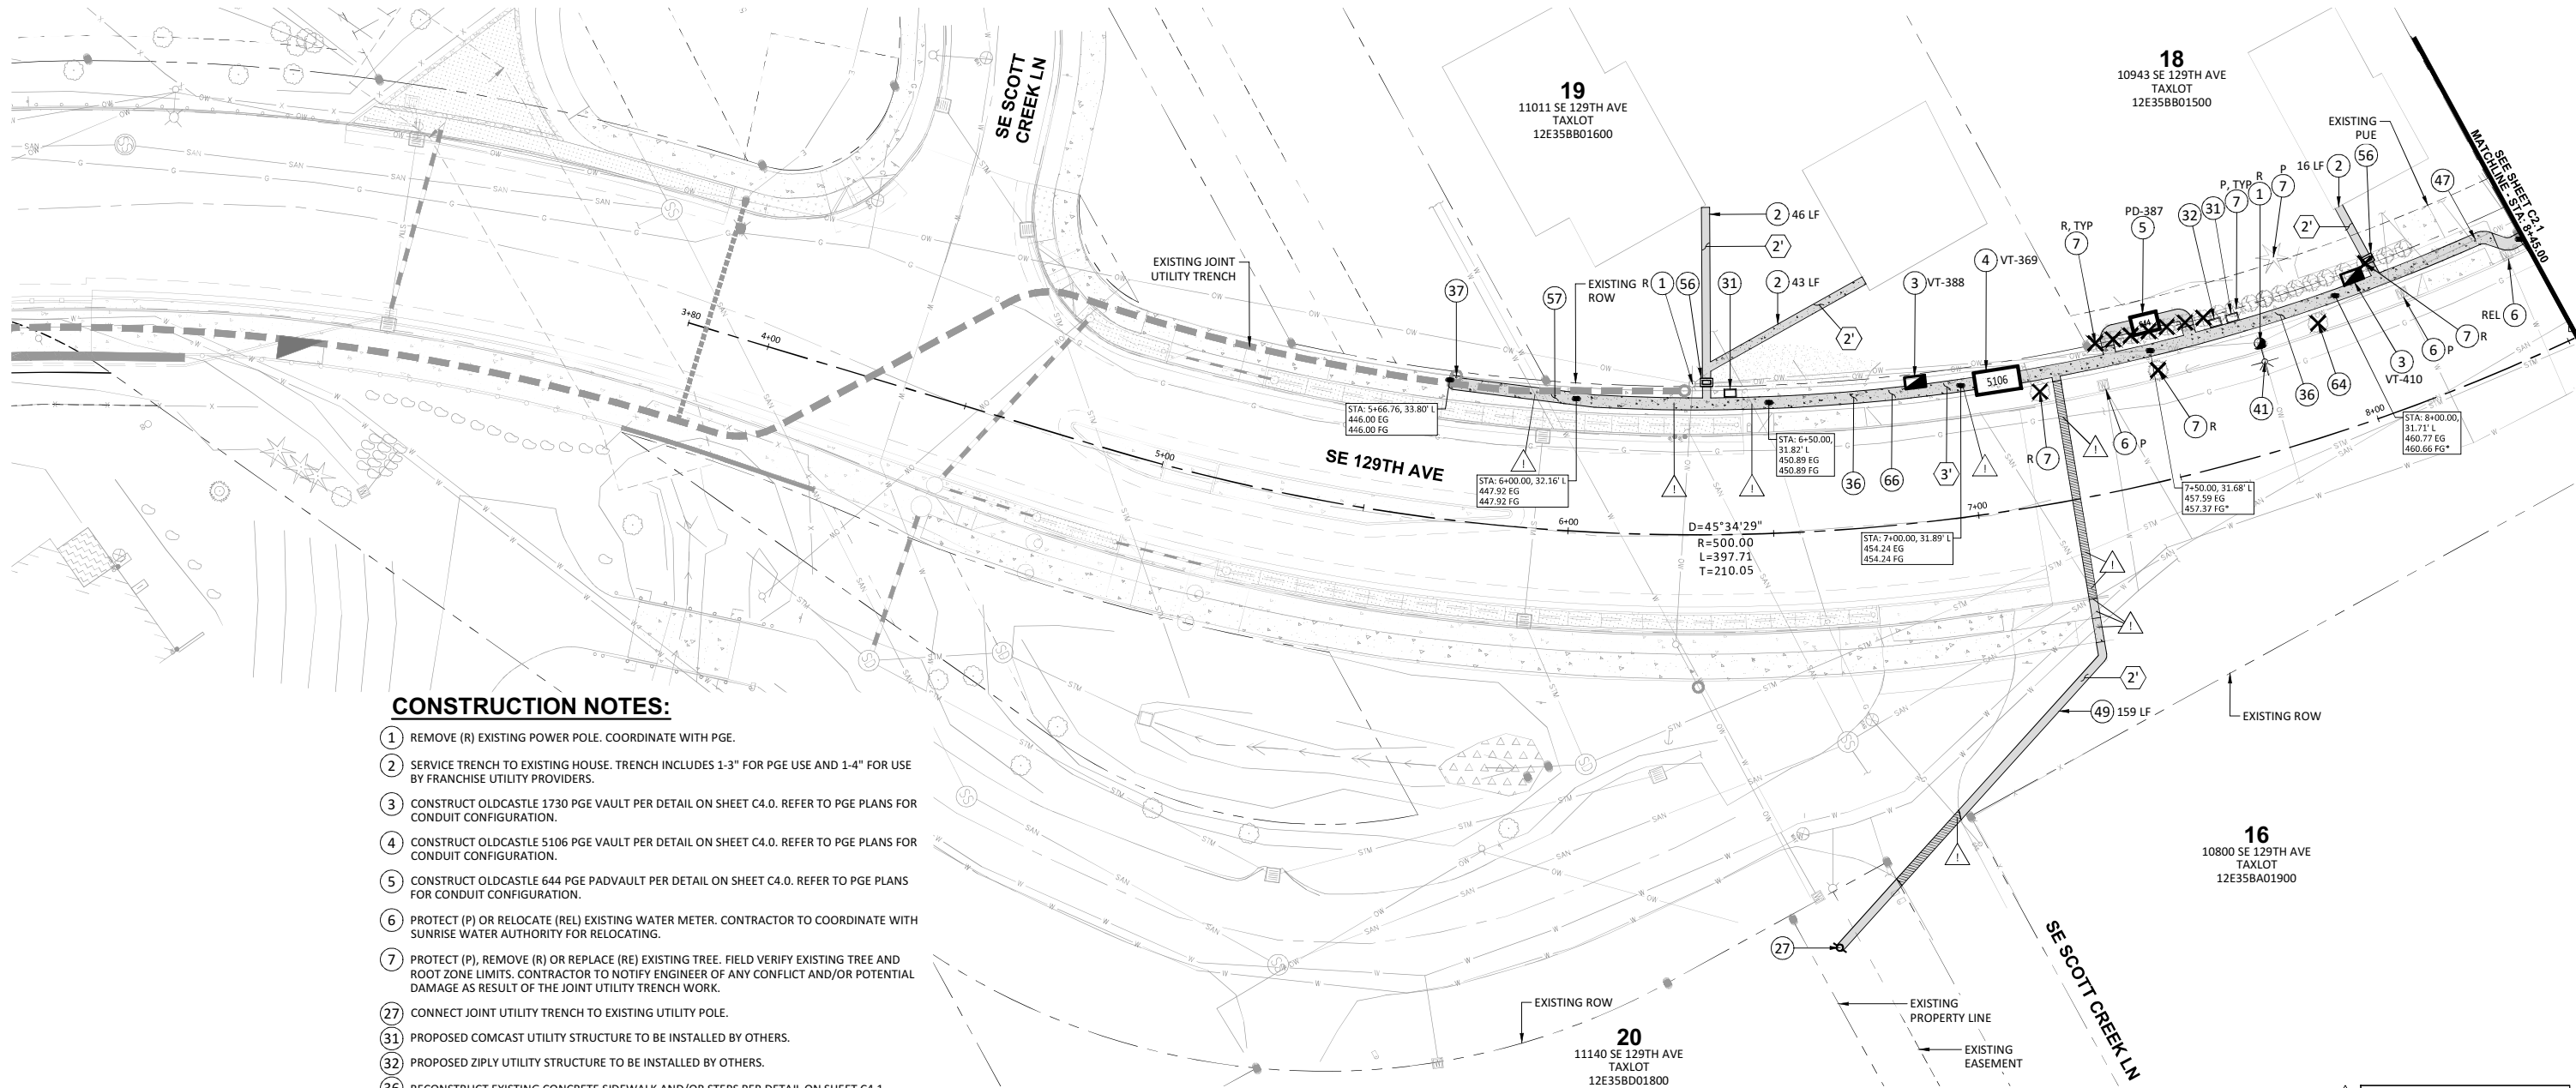 SE SCOTT
CREEK LN
19
11011 SE 129TH AVE
TAXLOT
12E35BB01600
18
10943 SE 129TH AVE
TAXLOT
12E35BB01500
SEE SHEET C2.1
MATCHLINE - STA: 8+45.00
EXISTING
PUE
16 LF 2
56
47
2'
P, TYP
7
R
1
P
7
32
31
PD-387
5
R, TYP
7
2 46 LF
2'
2 43 LF
2'
4 VT-369
3 VT-388
5106
EXISTING JOINT
UTILITY TRENCH
37
57
EXISTING
ROW
R 1
56
31
REL 6
7 R
6 P
3
VT-410
64
36
41
7 R
6 P
R 7
3'
66
36
3+80
4+00
5+00
6+00
7+00
8+00
STA: 5+66.76, 33.80' L
446.00 EG
446.00 FG
STA: 6+00.00, 32.16' L
447.92 EG
447.92 FG
STA: 6+50.00,
31.82' L
450.89 EG
450.89 FG
STA: 7+00.00, 31.89' L
454.24 EG
454.24 FG
7+50.00, 31.68' L
457.59 EG
457.37 FG*
STA: 8+00.00,
31.71' L
460.77 EG
460.66 FG*
SE 129TH AVE
D=45°34'29"
R=500.00
L=397.71
T=210.05
2'
49 159 LF
EXISTING ROW
16
10800 SE 129TH AVE
TAXLOT
12E35BA01900
27
SE SCOTT CREEK LN
EXISTING
PROPERTY LINE
EXISTING
EASEMENT
EXISTING ROW
20
11140 SE 129TH AVE
TAXLOT
12E35BD01800
CONSTRUCTION NOTES:
1 REMOVE (R) EXISTING POWER POLE. COORDINATE WITH PGE.
2 SERVICE TRENCH TO EXISTING HOUSE. TRENCH INCLUDES 1-3" FOR PGE USE AND 1-4" FOR USE
BY FRANCHISE UTILITY PROVIDERS.
3 CONSTRUCT OLDCASTLE 1730 PGE VAULT PER DETAIL ON SHEET C4.0. REFER TO PGE PLANS FOR
CONDUIT CONFIGURATION.
4 CONSTRUCT OLDCASTLE 5106 PGE VAULT PER DETAIL ON SHEET C4.0. REFER TO PGE PLANS FOR
CONDUIT CONFIGURATION.
5 CONSTRUCT OLDCASTLE 644 PGE PADVAULT PER DETAIL ON SHEET C4.0. REFER TO PGE PLANS
FOR CONDUIT CONFIGURATION.
6 PROTECT (P) OR RELOCATE (REL) EXISTING WATER METER. CONTRACTOR TO COORDINATE WITH
SUNRISE WATER AUTHORITY FOR RELOCATING.
7 PROTECT (P), REMOVE (R) OR REPLACE (RE) EXISTING TREE. FIELD VERIFY EXISTING TREE AND
ROOT ZONE LIMITS. CONTRACTOR TO NOTIFY ENGINEER OF ANY CONFLICT AND/OR POTENTIAL
DAMAGE AS RESULT OF THE JOINT UTILITY TRENCH WORK.
27 CONNECT JOINT UTILITY TRENCH TO EXISTING UTILITY POLE.
31 PROPOSED COMCAST UTILITY STRUCTURE TO BE INSTALLED BY OTHERS.
32 PROPOSED ZIPLY UTILITY STRUCTURE TO BE INSTALLED BY OTHERS.
36 RECONSTRUCT EXISTING CONCRETE SIDEWALK AND/OR STEPS PER DETAIL ON SHEET C4.1